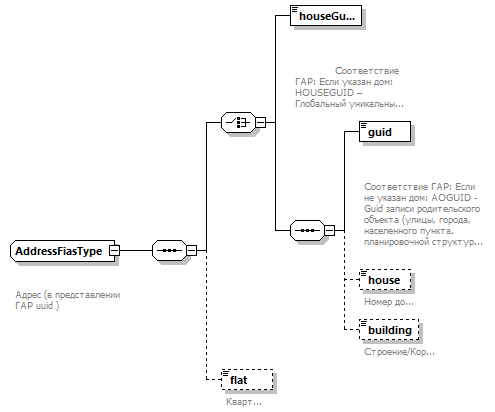 houseGu...
Соответствие
ГАР: Если указан дом:
HOUSEGUID –
Глобальный уникальны...
guid
Соответствие ГАР: Если
не указан дом: AOGUID -
Guid записи родительского
объекта (улицы, города,
населенного пункта,
планировочной структур...
AddressFiasType
Адрес (в представлении
ГАР uuid )
house
Номер до...
building
Строение/Кор...
flat
Кварт...